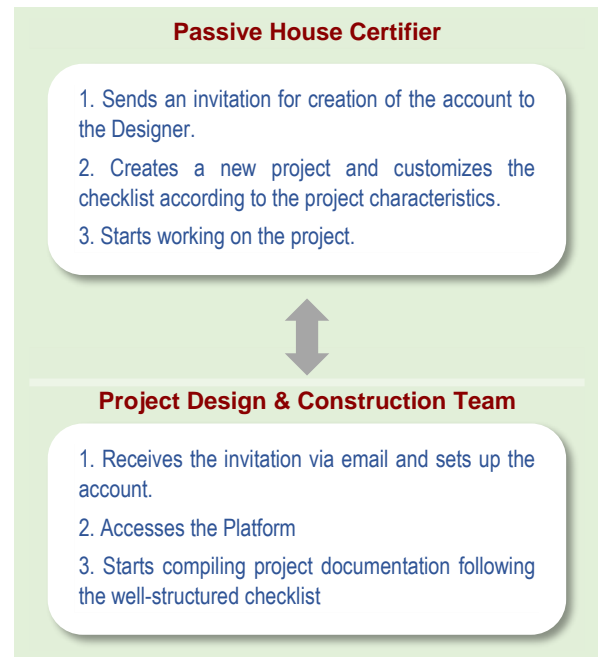 Passive House Certifier
1. Sends an invitation for creation of the account to
the Designer.
2. Creates a new project and customizes the
checklist according to the project characteristics.
3. Starts working on the project.
Project Design & Construction Team
1. Receives the invitation via email and sets up the
account.
2. Accesses the Platform
3. Starts compiling project documentation following
the well-structured checklist